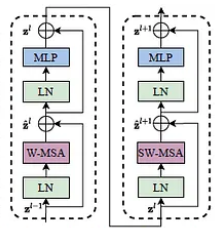 z^l
MLP
LN
ẑ^l
W-MSA
LN
z^{l-1}
z^{l+1}
MLP
LN
ẑ^{l+1}
SW-MSA
LN
z^l